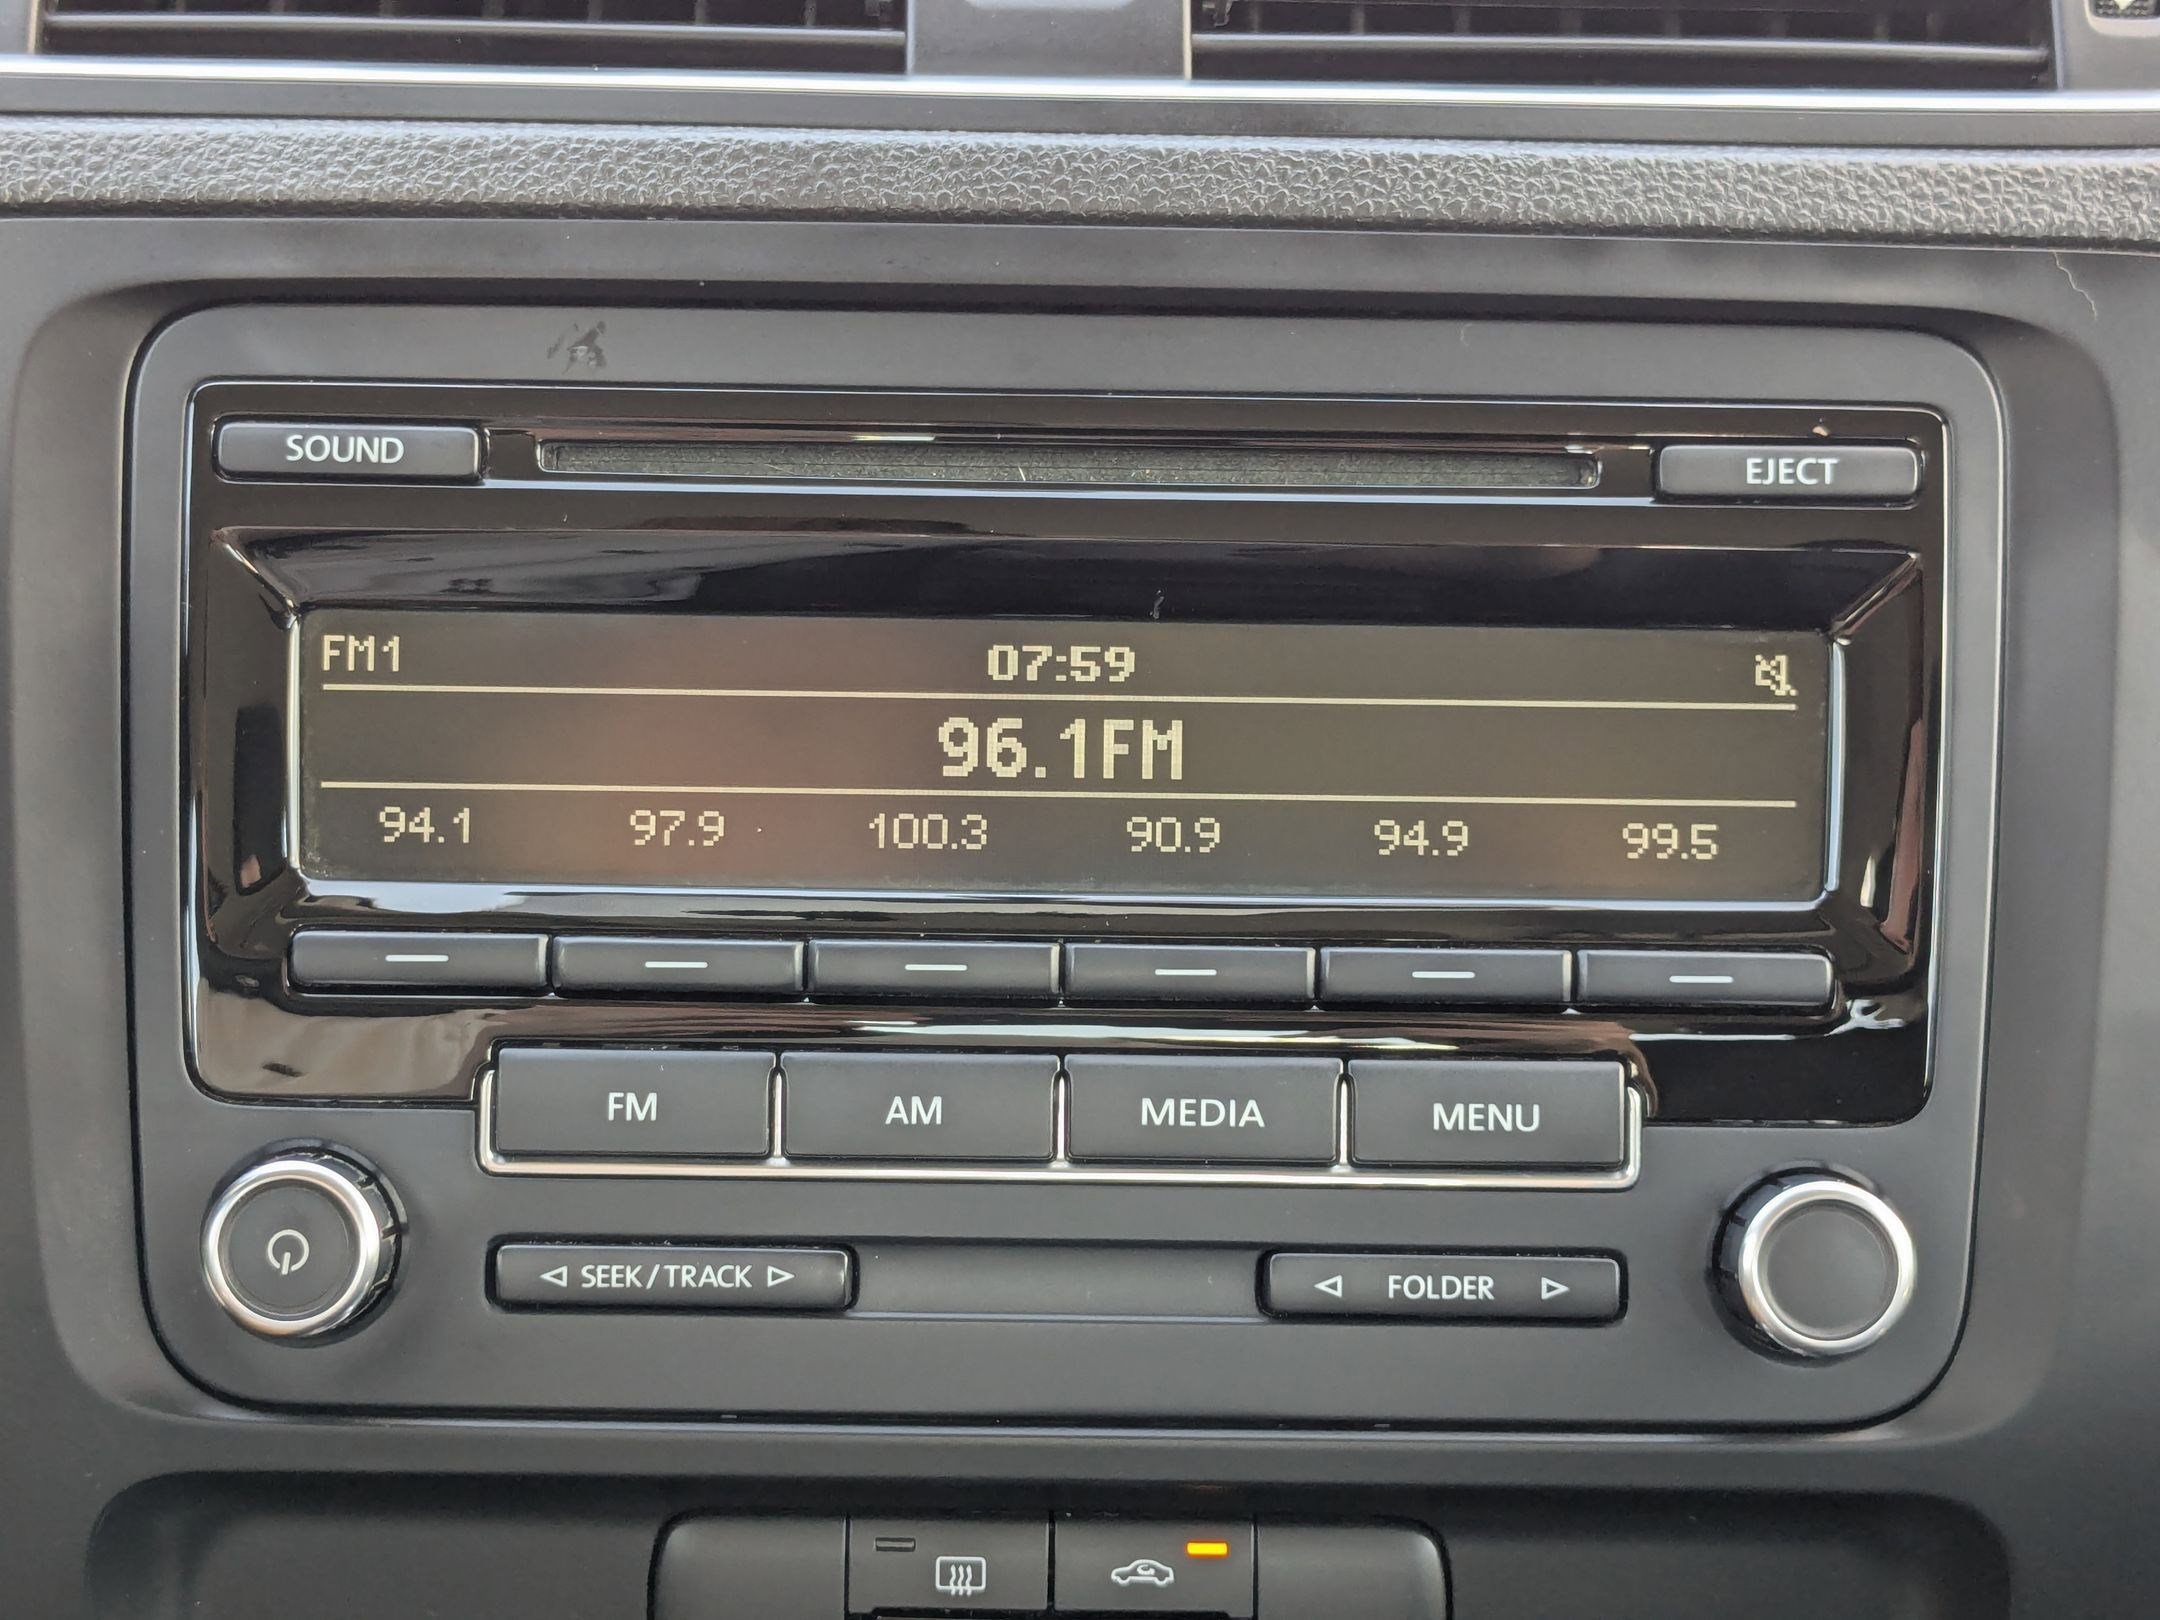 SOUND EJECT
FM1 07:59
96.1FM
94.1 97.9 100.3 90.9 94.9 99.5
FM AM MEDIA MENU
SEEK/TRACK FOLDER